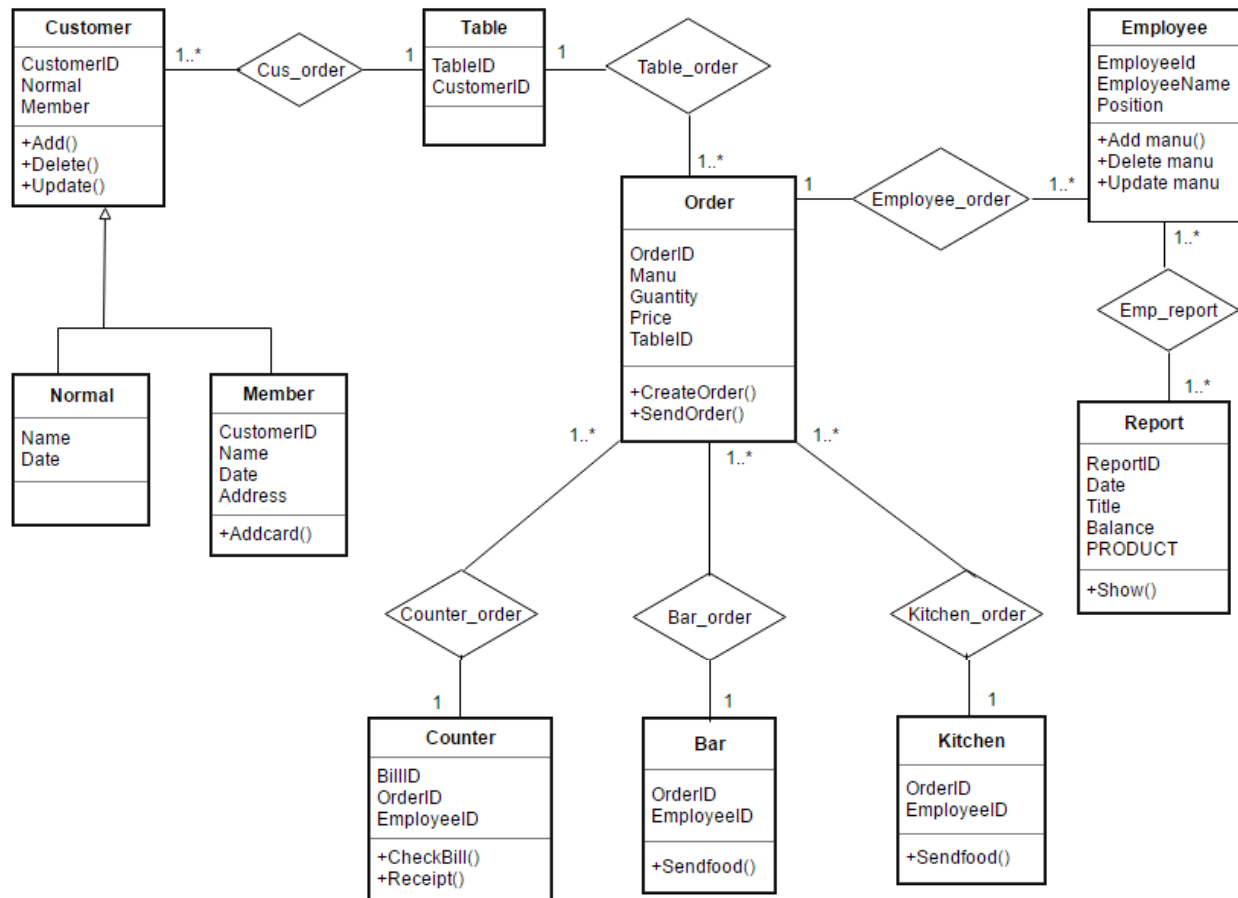 Customer
CustomerID
Normal
Member
+Add()
+Delete()
+Update()
1..*
Cus_order
1
Table
TableID
CustomerID
1
Table_order
1..*
Employee
EmployeeId
EmployeeName
Position
+Add manu()
+Delete manu
+Update manu
Order
OrderID
Manu
Guantity
Price
TableID
+CreateOrder()
+SendOrder()
1
Employee_order
1..*
1..*
Emp_report
1..*
Normal
Name
Date
Member
CustomerID
Name
Date
Address
+Addcard()
Report
ReportID
Date
Title
Balance
PRODUCT
+Show()
1..*
1..*
1..*
Counter_order
Bar_order
Kitchen_order
1
1
1
Counter
BillID
OrderID
EmployeeID
+CheckBill()
+Receipt()
Bar
OrderID
EmployeeID
+Sendfood()
Kitchen
OrderID
EmployeeID
+Sendfood()